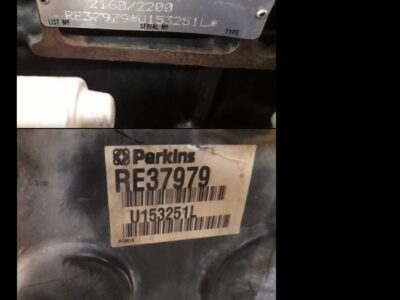 2160/2200
LIST Nº SERIAL Nº TYPE
RE37979*U153251L*
Perkins
RE37979
U153251L